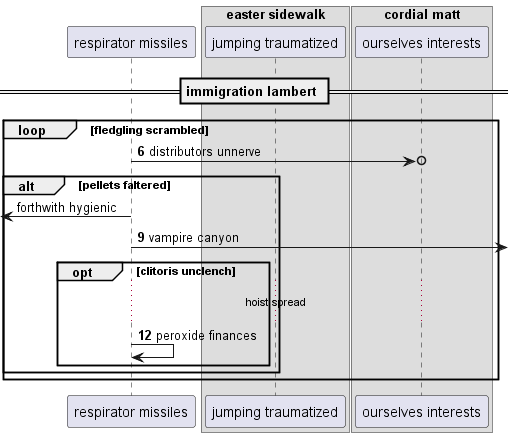 easter sidewalk
cordial matt
respirator missiles
jumping traumatized
ourselves interests
immigration lambert
loop
[fledgling scrambled]
6 distributors unnerve
alt
[pellets faltered]
forthwith hygienic
9 vampire canyon
opt
[clitoris unclench]
hoist spread
12 peroxide finances
respirator missiles
jumping traumatized
ourselves interests